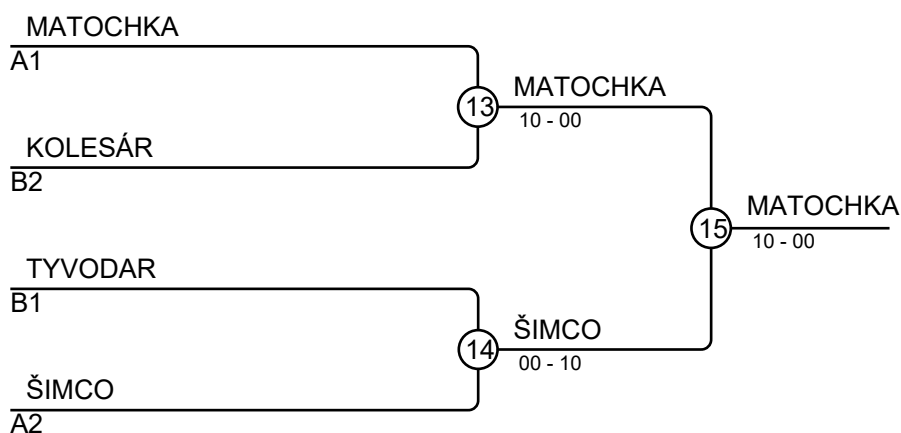 MATOCHKA
A1
13
MATOCHKA
10 - 00
KOLESÁR
B2
15
MATOCHKA
10 - 00
TYVODAR
B1
14
ŠIMCO
00 - 10
ŠIMCO
A2